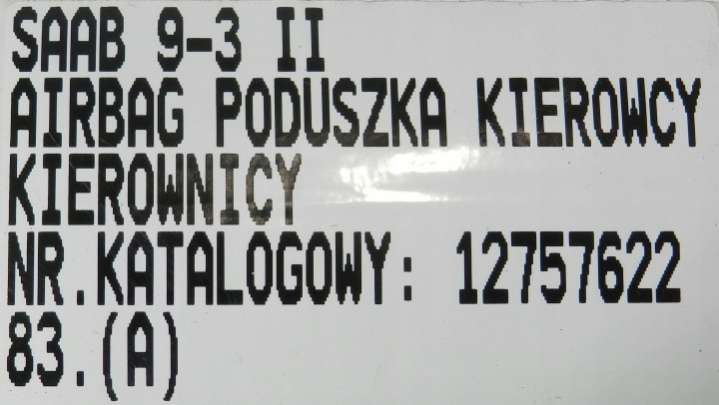 SAAB 9-3 II
AIRBAG PODUSZKA KIEROWCY
KIEROWNICY
NR.KATALOGOWY: 12757622
83.(A)